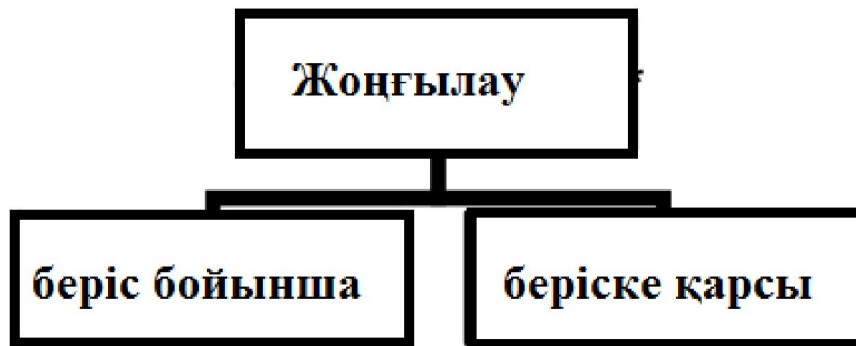 Жоңғылау
беріс бойынша
беріске қарсы